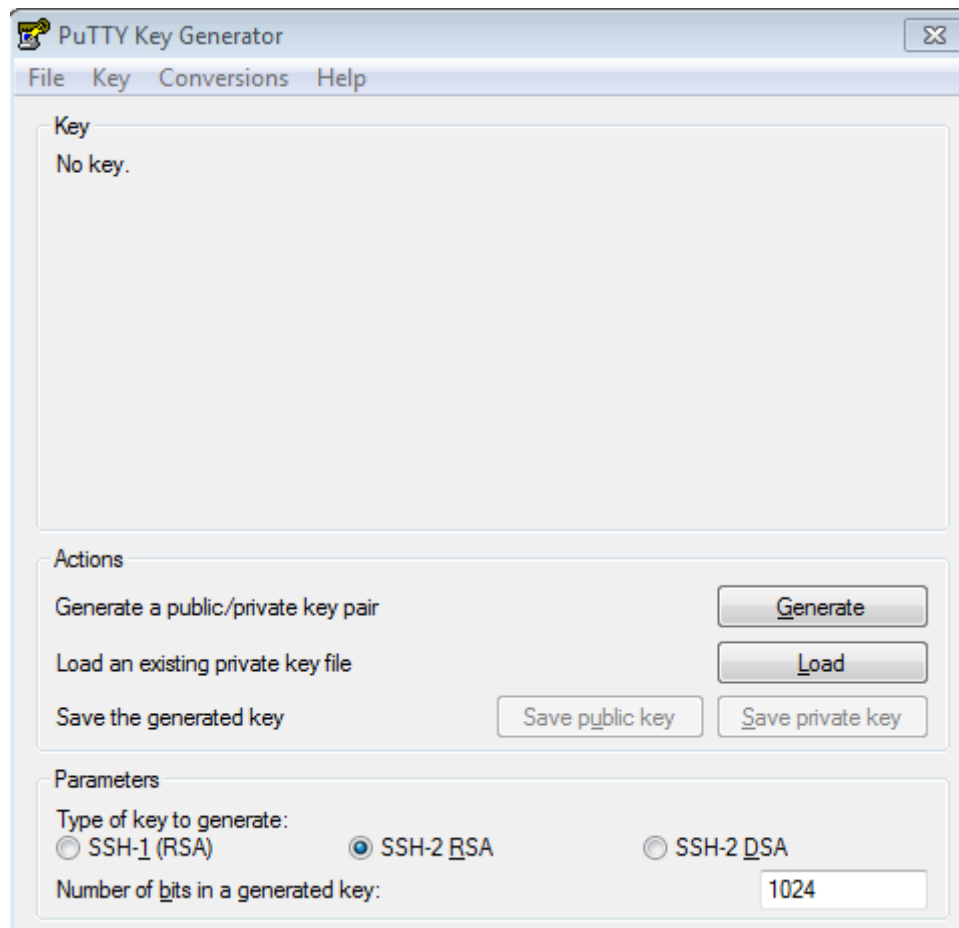 PuTTY Key Generator
File Key Conversions Help
Key
No key.
Actions
Generate a public/private key pair Generate
Load an existing private key file Load
Save the generated key Save public key Save private key
Parameters
Type of key to generate:
SSH-1 (RSA) SSH-2 RSA SSH-2 DSA
Number of bits in a generated key: 1024